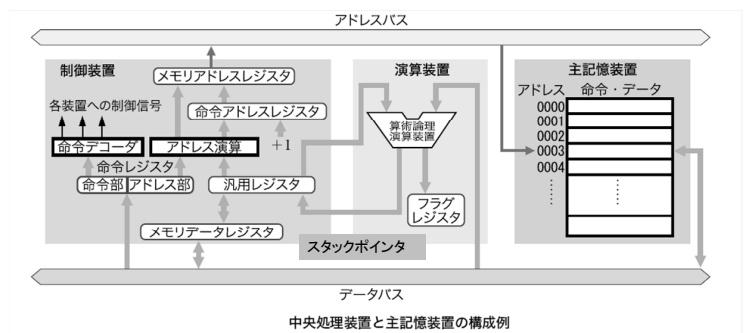 アドレスバス
制御装置
演算装置
主記憶装置
メモリアドレスレジスタ
アドレス 命令・データ
各装置への制御信号
命令アドレスレジスタ
0000
0001
0002
0003
0004
算術論理
演算装置
命令デコーダ
アドレス演算
+1
命令レジスタ
命令部
アドレス部
汎用レジスタ
フラグ
レジスタ
メモリデータレジスタ
スタックポインタ
データバス
中央処理装置と主記憶装置の構成例